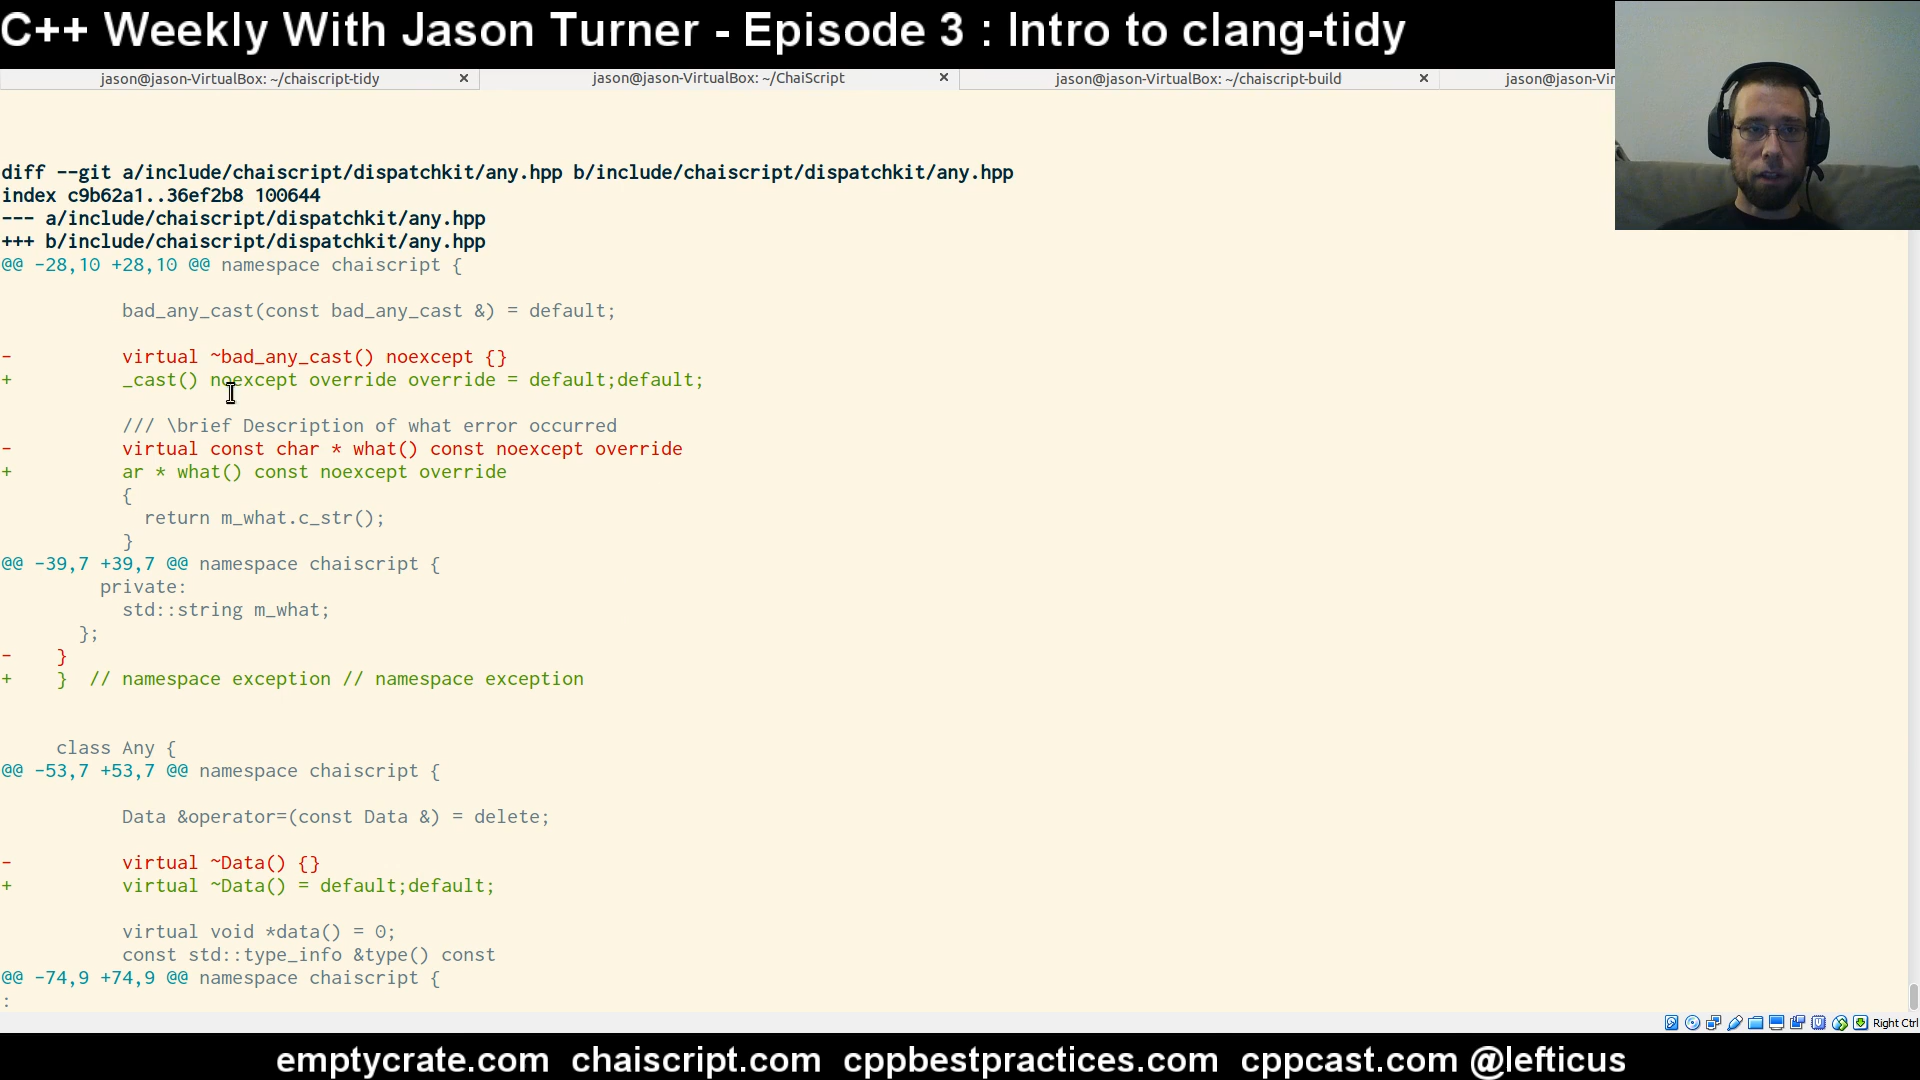 C++ Weekly With Jason Turner - Episode 3 : Intro to clang-tidy
jason@jason-VirtualBox: ~/chaiscript-tidy × jason@jason-VirtualBox: ~/ChaiScript × jason@jason-VirtualBox: ~/chaiscript-build × jason@jason-Vir
diff --git a/include/chaiscript/dispatchkit/any.hpp b/include/chaiscript/dispatchkit/any.hpp
index c9b62a1..36ef2b8 100644
--- a/include/chaiscript/dispatchkit/any.hpp
+++ b/include/chaiscript/dispatchkit/any.hpp
@@ -28,10 +28,10 @@ namespace chaiscript {
bad_any_cast(const bad_any_cast &) = default;
- virtual ~bad_any_cast() noexcept {}
+ _cast() noexcept override override = default;default;
/// \brief Description of what error occurred
- virtual const char * what() const noexcept override
+ ar * what() const noexcept override
{
return m_what.c_str();
}
@@ -39,7 +39,7 @@ namespace chaiscript {
private:
std::string m_what;
};
- }
+ } // namespace exception // namespace exception
class Any {
@@ -53,7 +53,7 @@ namespace chaiscript {
Data &operator=(const Data &) = delete;
- virtual ~Data() {}
+ virtual ~Data() = default;default;
virtual void *data() = 0;
const std::type_info &type() const
@@ -74,9 +74,9 @@ namespace chaiscript {
:
Right Ctrl
emptycrate.com chaiscript.com cppbestpractices.com cppcast.com @lefticus